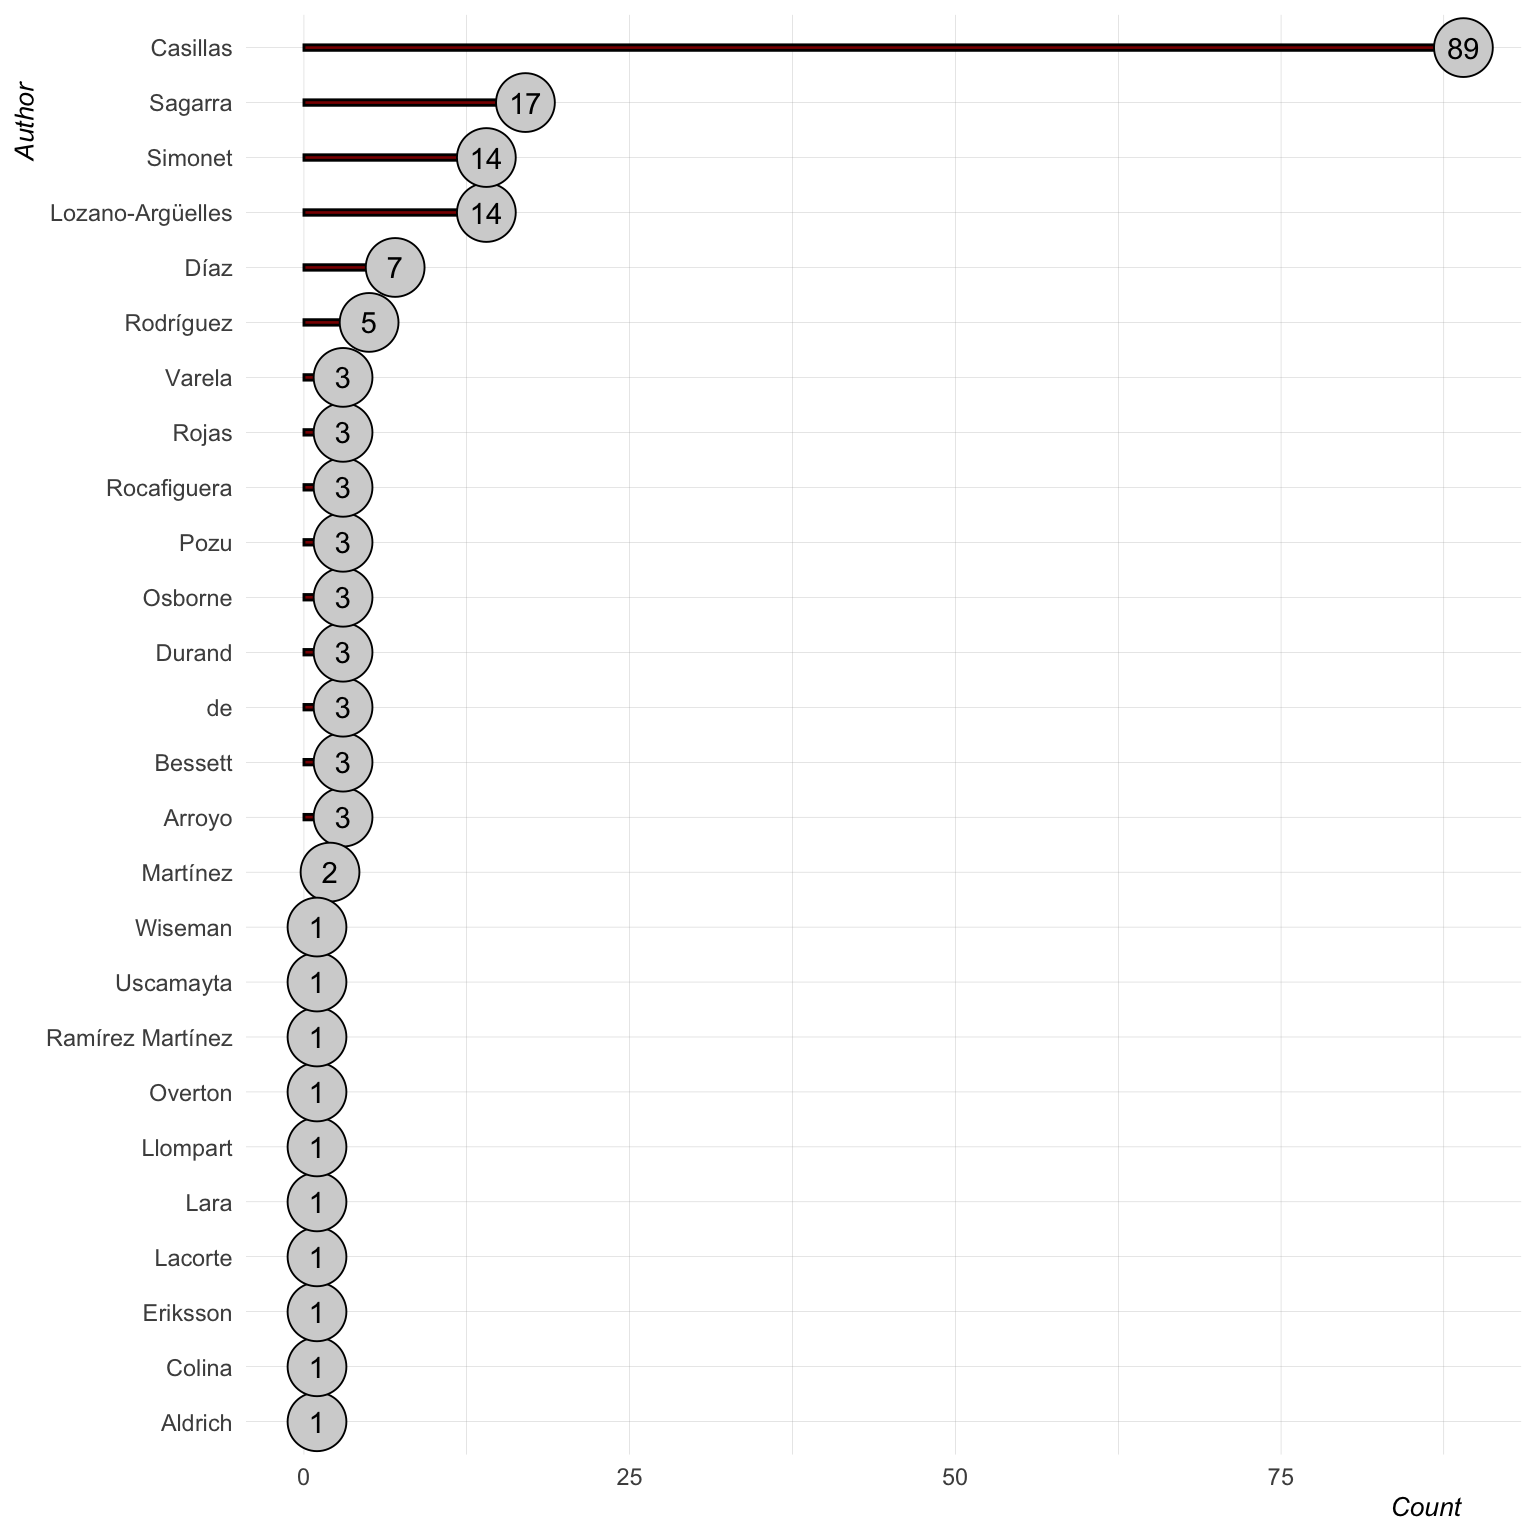 Author
Casillas 89
Sagarra 17
Simonet 14
Lozano-Argüelles 14
Díaz 7
Rodríguez 5
Varela 3
Rojas 3
Rocafiguera 3
Pozu 3
Osborne 3
Durand 3
de 3
Bessett 3
Arroyo 3
Martínez 2
Wiseman 1
Uscamayta 1
Ramírez Martínez 1
Overton 1
Llompart 1
Lara 1
Lacorte 1
Eriksson 1
Colina 1
Aldrich 1
0 25 50 75
Count